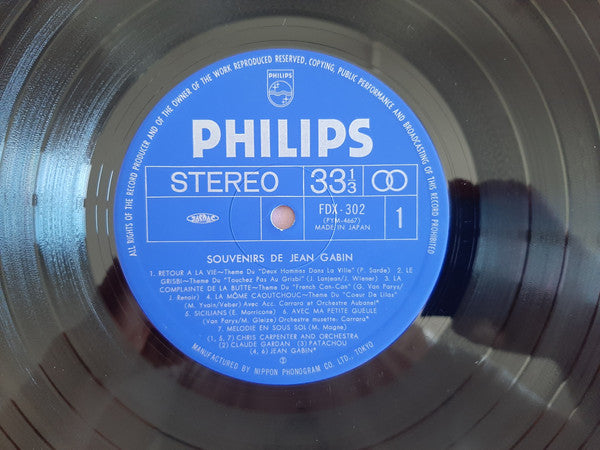 ALL RIGHTS OF THE RECORD PRODUCER AND OF THE OWNER OF THE WORK REPRODUCED RESERVED, COPYING, PUBLIC PERFORMANCE AND BROADCASTING OF THIS RECORD PROHIBITED
PHILIPS
PHILIPS
STEREO 33 1/3
FDX-302
(PYM-4667)
MADE IN JAPAN
1
SOUVENIRS DE JEAN GABIN
1. RETOUR A LA VIE~Theme Du "Deux Hommes Dans La Ville" (P. Sarde) 2. LE
GRISBI~Theme Du "Touchez Pas Au Grisbi" (J. Lanjean/J. Wiener) 3. LA
COMPLAINTE DE LA BUTTE~Theme Du "French Can-Can" (G. Van Parys/
J. Renoir) 4. LA MÔME CAOUTCHOUC~Theme Du "Coeur De Lilas"
(M. Yvain/Veber) Avec Acc. Carrara et Orchestre Aubanel*
5. SICILIANS (E. Morricone) 6. AVEC MA PETITE GUEULE
(Van Parys/M. Gleize) Orchestre musette- Carrara*
7. MELODIE EN SOUS SOL (M. Magne)
(1, 5, 7) CHRIS CARPENTER AND ORCHESTRA
(2) CLAUDE GARDAN (3) PATACHOU
(4, 6) JEAN GABIN*
Ⓟ
MANUFACTURED BY NIPPON PHONOGRAM CO. LTD., TOKYO